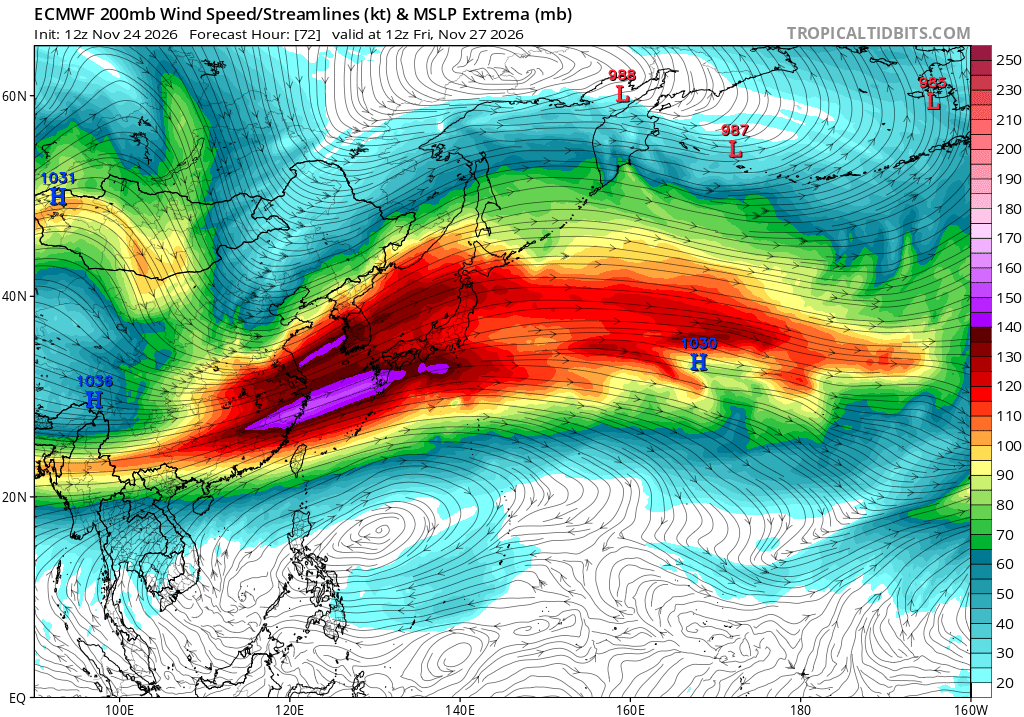 ECMWF 200mb Wind Speed/Streamlines (kt) & MSLP Extrema (mb)
Init: 12z Nov 24 2026 Forecast Hour: [72] valid at 12z Fri, Nov 27 2026
TROPICALTIDBITS.COM
60N
40N
20N
EQ
100E
120E
140E
160E
180
160W
988
L
985
L
987
L
1031
H
1030
H
1036
H
250
230
210
200
190
180
170
160
150
140
130
120
110
100
90
80
70
60
50
40
30
20